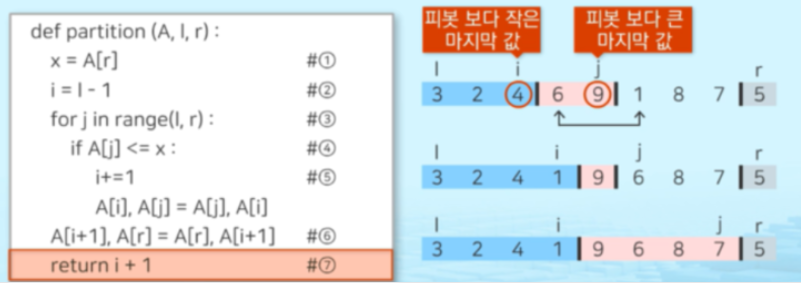 def partition (A, l, r) :
x = A[r] #①
i = l - 1 #②
for j in range(l, r) : #③
if A[j] <= x : #④
i+=1 #⑤
A[i], A[j] = A[j], A[i]
A[i+1], A[r] = A[r], A[i+1] #⑥
return i + 1 #⑦
피봇 보다 작은
마지막 값
피봇 보다 큰
마지막 값
l i j r
3 2 4 6 9 1 8 7 5
l i j r
3 2 4 1 9 6 8 7 5
l i j r
3 2 4 1 9 6 8 7 5